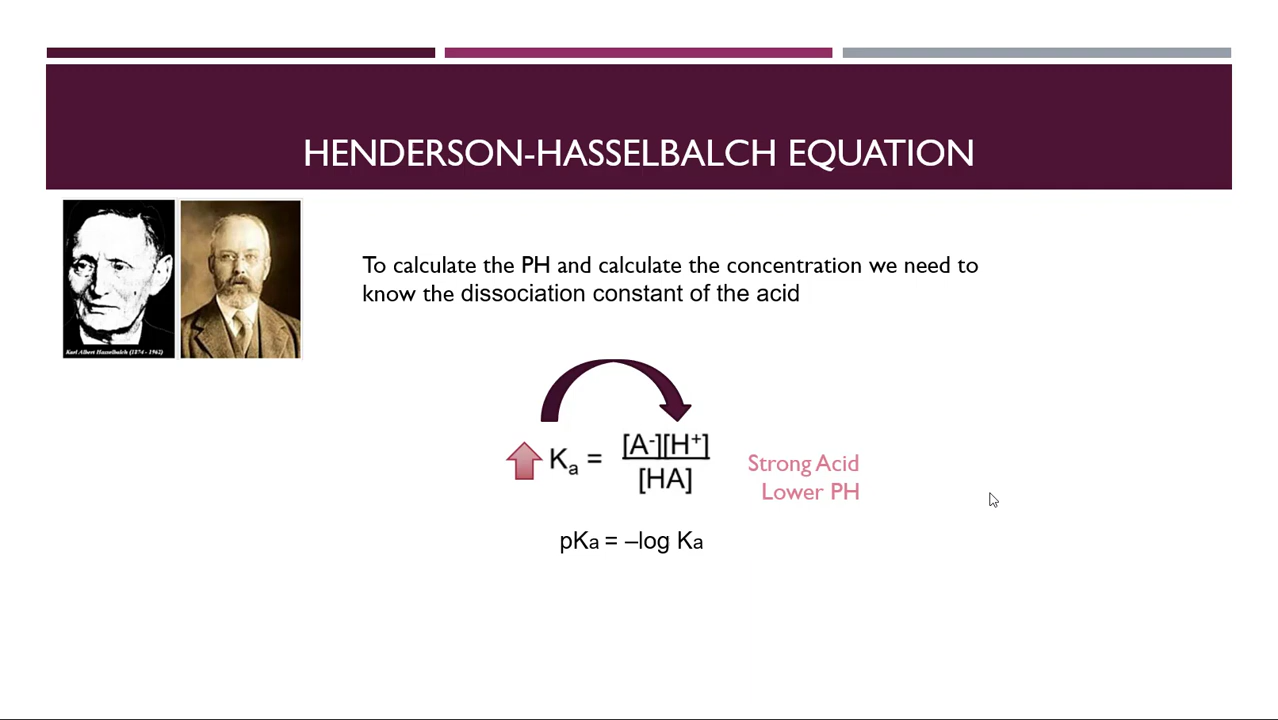 HENDERSON-HASSELBALCH EQUATION
Karl Albert Hasselbalch (1874 - 1962)
To calculate the PH and calculate the concentration we need to
know the dissociation constant of the acid
Ka = [A-][H+]
[HA]
Strong Acid
Lower PH
pKa = –log Ka